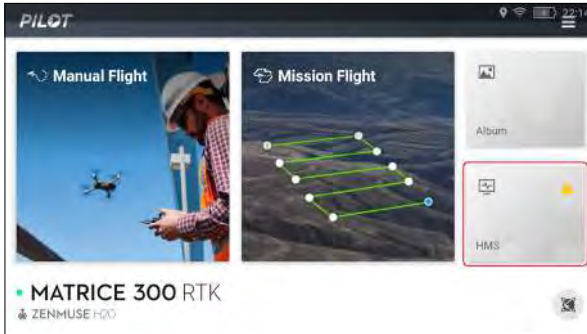 PILOT
22:14
Manual Flight
Mission Flight
Album
HMS
MATRICE 300 RTK
ZENMUSE H20